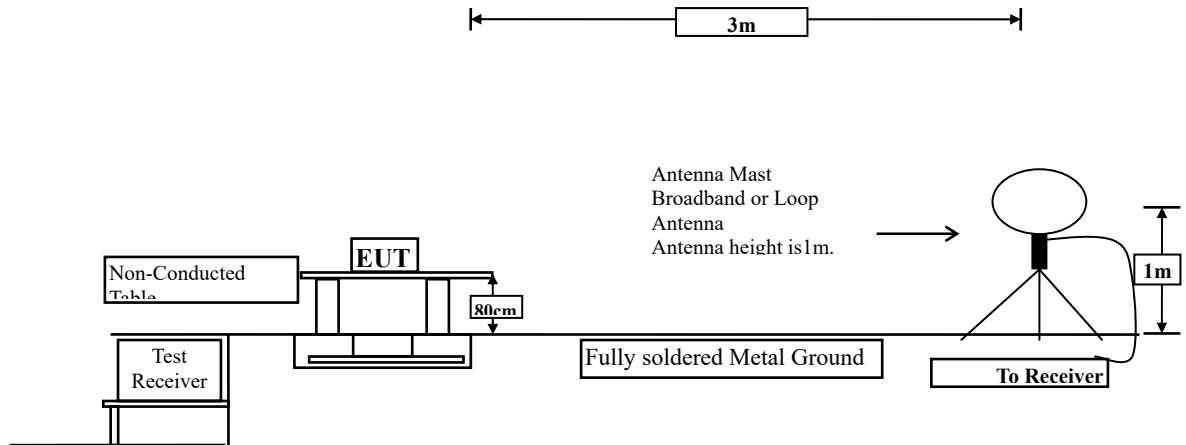 3m
Antenna Mast
Broadband or Loop
Antenna
Antenna height is1m.
EUT
Non-Conducted
Table
80cm
1m
Test
Receiver
Fully soldered Metal Ground
To Receiver